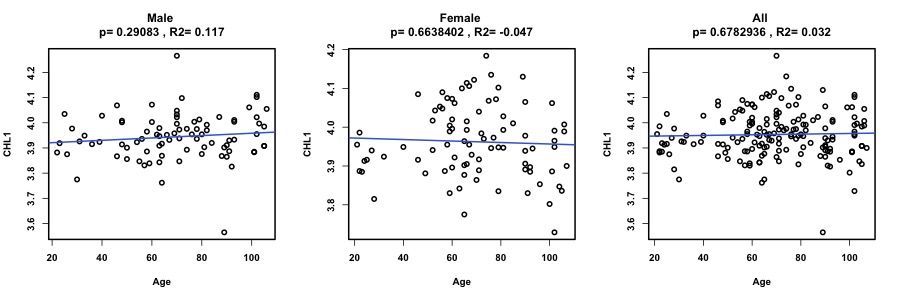 Male
p= 0.29083 , R2= 0.117
CHL1
4.2
4.1
4.0
3.9
3.8
3.7
3.6
20 40 60 80 100
Age
Female
p= 0.6638402 , R2= -0.047
CHL1
4.2
4.1
4.0
3.9
3.8
20 40 60 80 100
Age
All
p= 0.6782936 , R2= 0.032
CHL1
4.2
4.1
4.0
3.9
3.8
3.7
3.6
20 40 60 80 100
Age